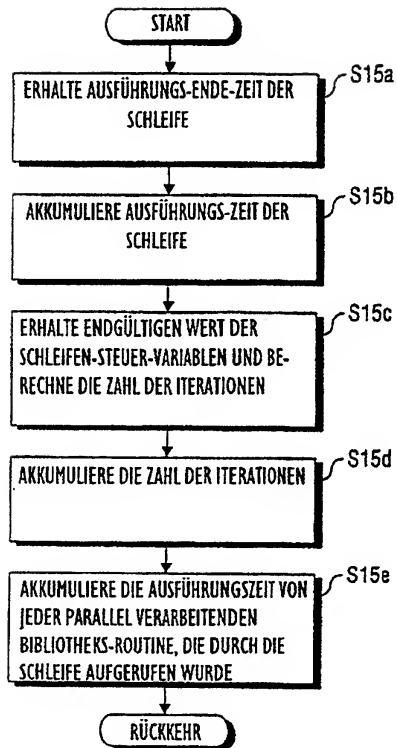 START
ERHALTE AUSFÜHRUNGS-ENDE-ZEIT DER
SCHLEIFE
S15a
AKKUMULIERE AUSFÜHRUNGS-ZEIT DER
SCHLEIFE
S15b
ERHALTE ENDGÜLTIGEN WERT DER
SCHLEIFEN-STEUER-VARIABLEN UND BE-
RECHNE DIE ZAHL DER ITERATIONEN
S15c
AKKUMULIERE DIE ZAHL DER ITERATIONEN
S15d
AKKUMULIERE DIE AUSFÜHRUNGSZEIT VON
JEDER PARALLEL VERARBEITENDEN
BIBLIOTHEKS-ROUTINE, DIE DURCH DIE
SCHLEIFE AUFGERUFEN WURDE
S15e
RÜCKKEHR